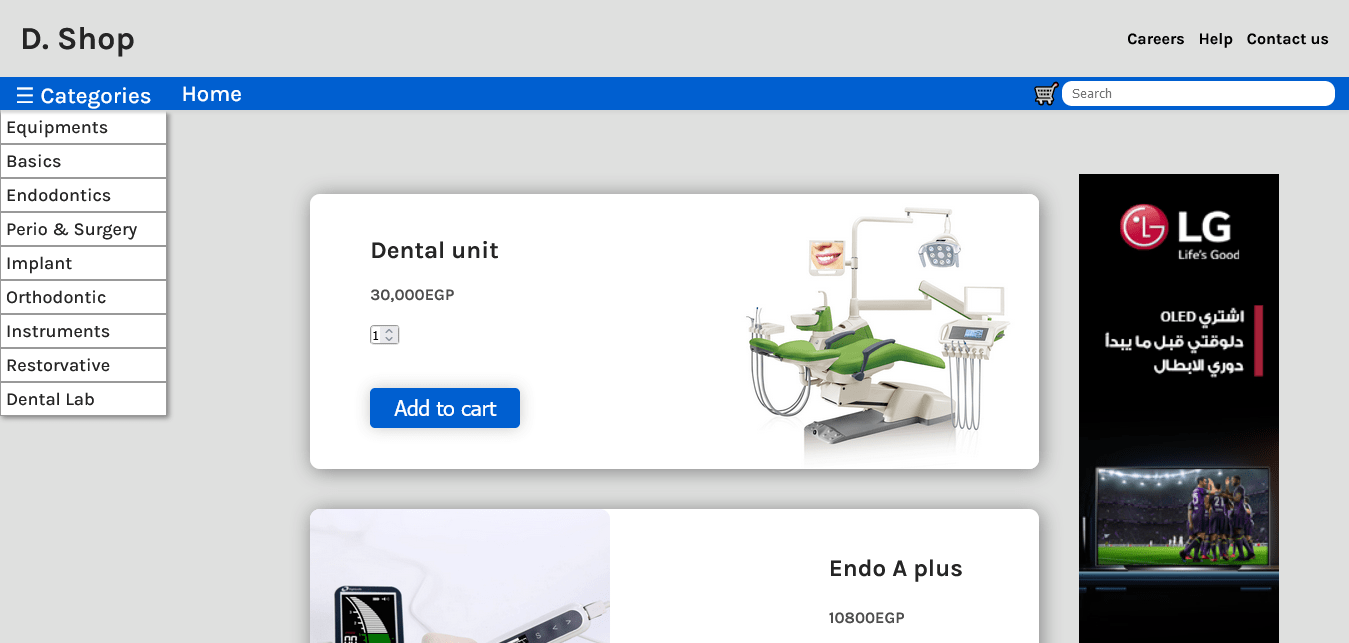 D. Shop
Careers Help Contact us
☰ Categories Home Search
Equipments
Basics
Endodontics
Perio & Surgery
Implant
Orthodontic
Instruments
Restorvative
Dental Lab
Dental unit
30,000EGP
1
Add to cart
LG
Life's Good
اشتري OLED
دلوقتي قبل ما يبدأ
دوري الابطال
Endo A plus
10800EGP